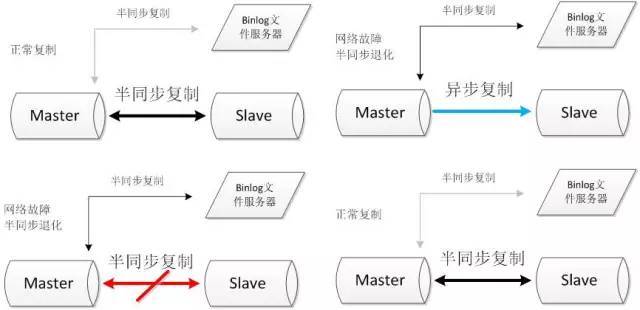 半同步复制
Binlog文
件服务器
正常复制
半同步复制
Master
Slave
半同步复制
Binlog文
件服务器
网络故障
半同步退化
异步复制
Master
Slave
半同步复制
Binlog文
件服务器
网络故障
半同步退化
半同步复制
Master
Slave
半同步复制
Binlog文
件服务器
正常复制
半同步复制
Master
Slave